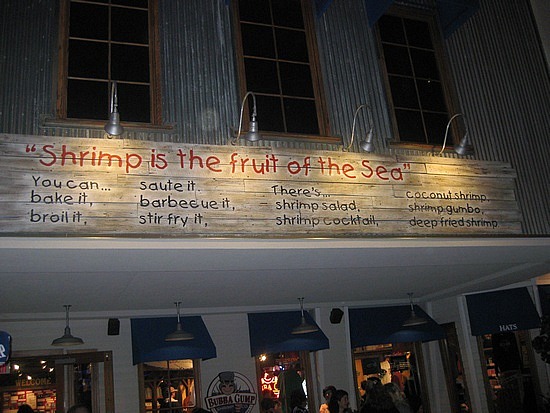 "Shrimp is the fruit of the Sea"
You can...
bake it,
broil it,
saute it.
barbecue it,
stir fry it,
There's...
shrimp salad,
shrimp cocktail,
coconut shrimp,
shrimp gumbo,
deep fried shrimp
HATS
BUBBA GUMP